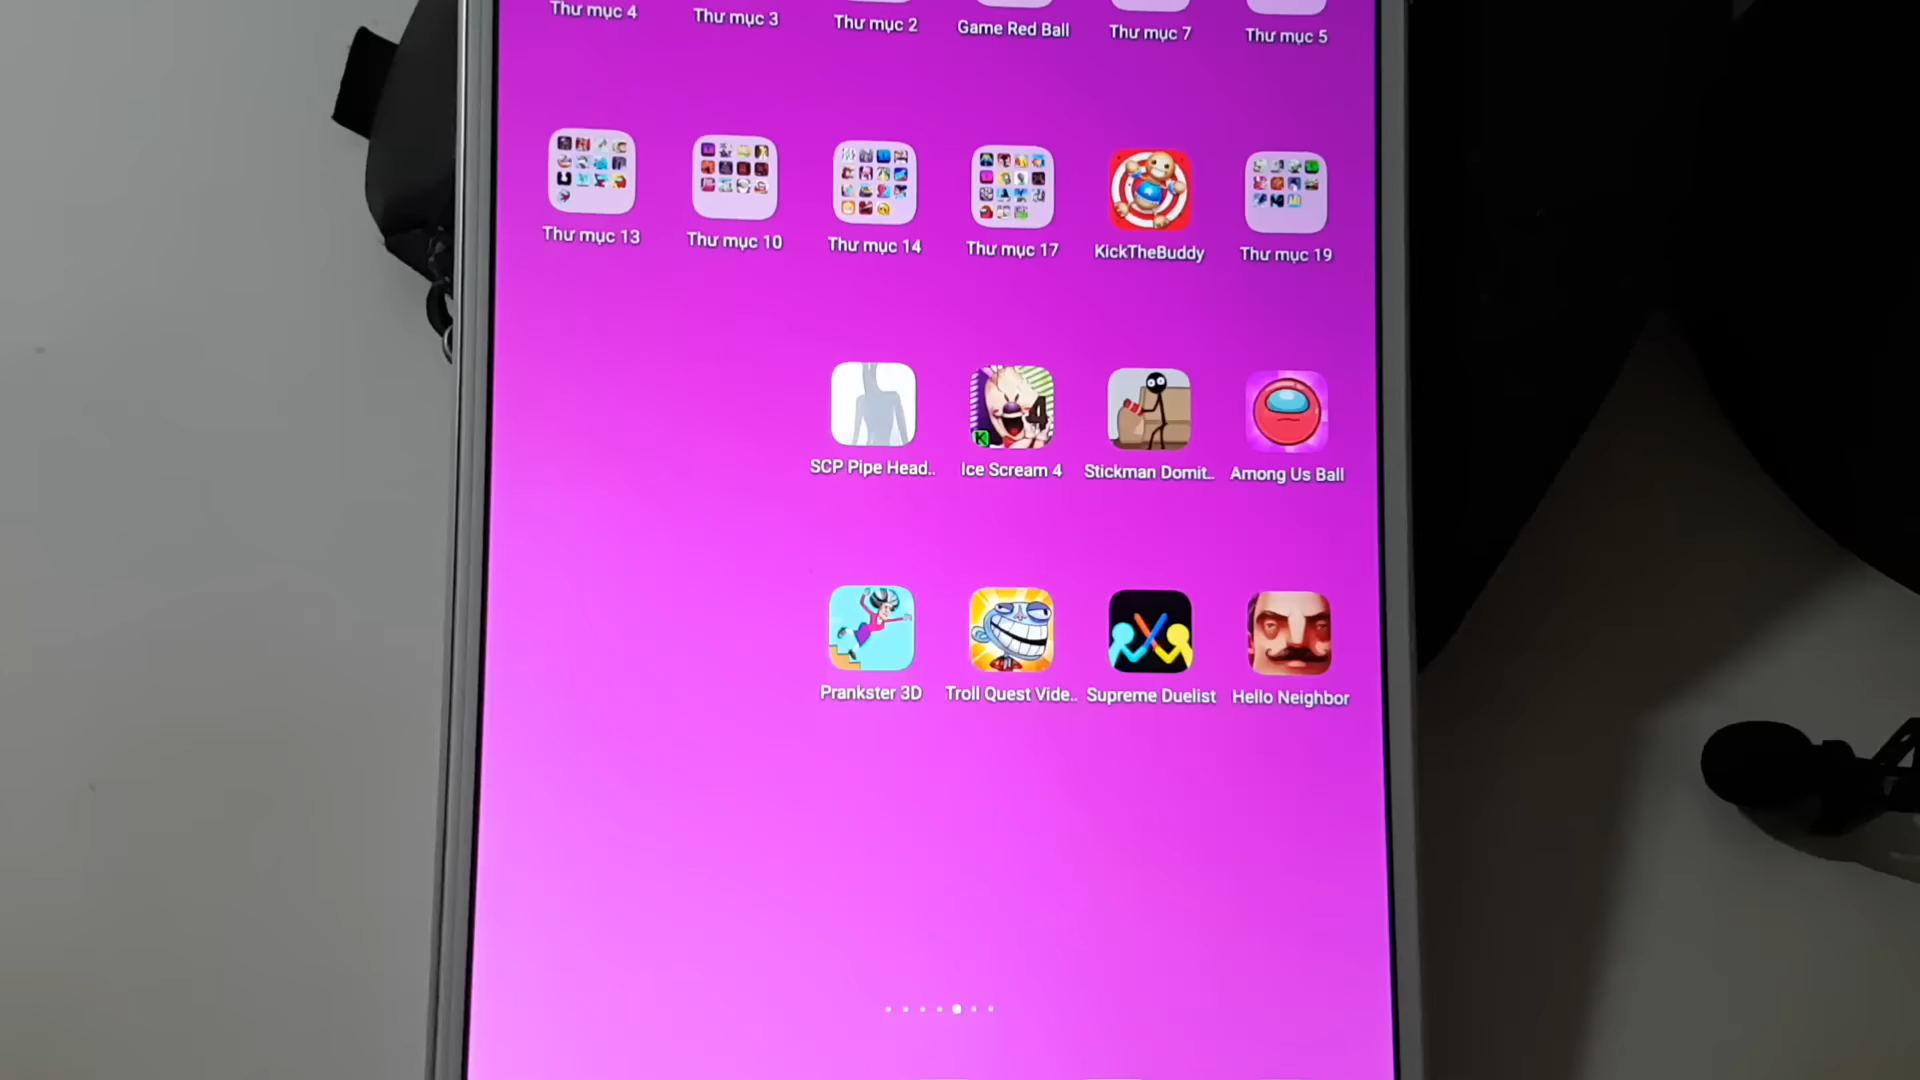 Thư mục 4
Thư mục 3
Thư mục 2
Game Red Ball
Thư mục 7
Thư mục 5
Thư mục 13
Thư mục 10
Thư mục 14
Thư mục 17
KickTheBuddy
Thư mục 19
4
K
SCP Pipe Head..
Ice Scream 4
Stickman Domit..
Among Us Ball
Prankster 3D
Troll Quest Vide..
Supreme Duelist
Hello Neighbor